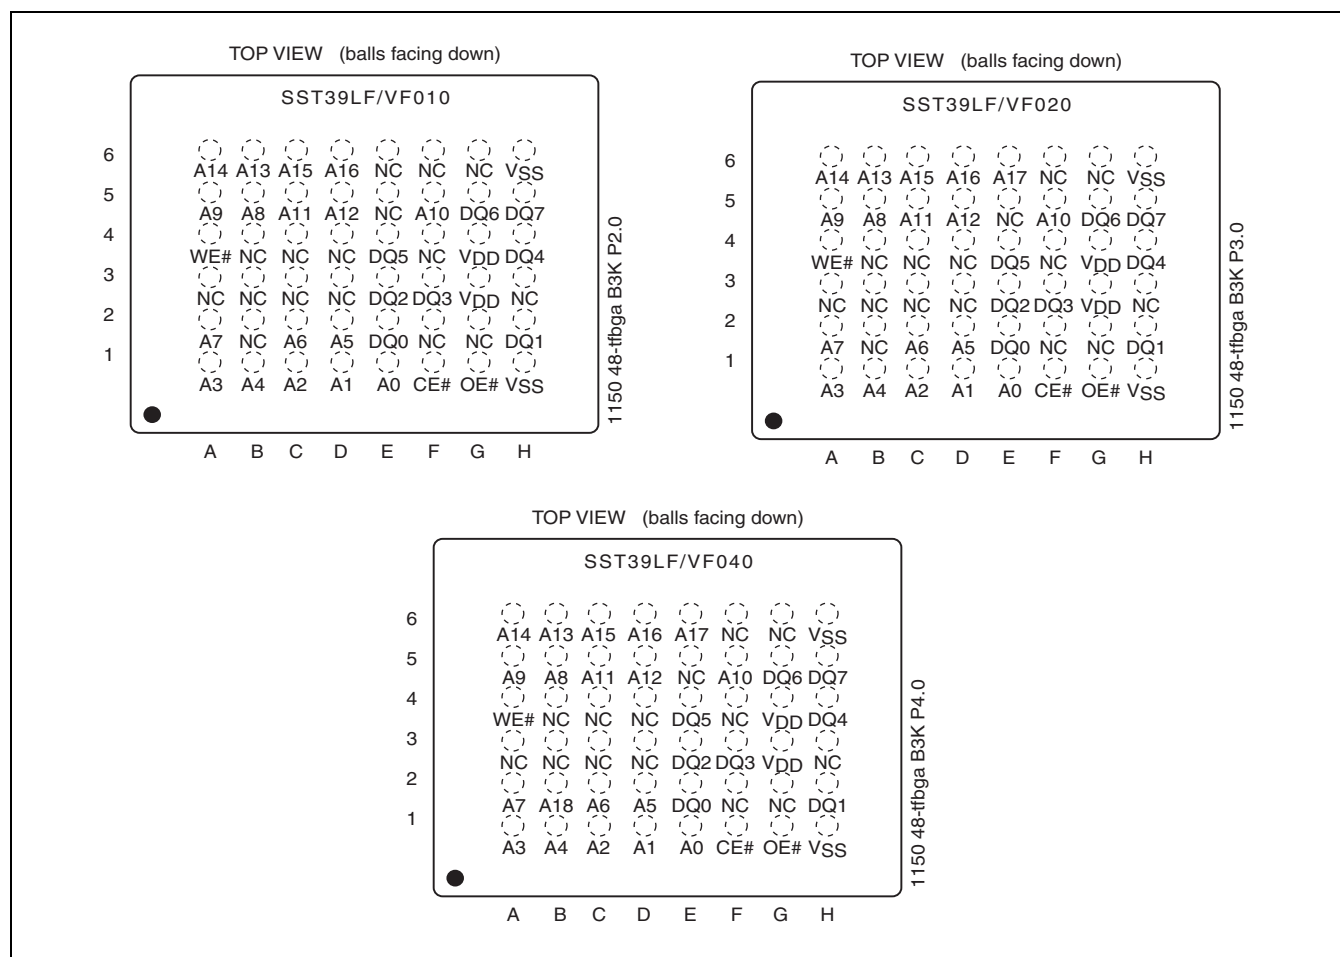 TOP VIEW (balls facing down)
SST39LF/VF010
6
A14 A13 A15 A16 NC NC NC VSS
5
A9 A8 A11 A12 NC A10 DQ6 DQ7
4
WE# NC NC NC DQ5 NC VDD DQ4
3
NC NC NC NC DQ2 DQ3 VDD NC
2
A7 NC A6 A5 DQ0 NC NC DQ1
1
A3 A4 A2 A1 A0 CE# OE# VSS
A B C D E F G H
1150 48-tfbga B3K P2.0
TOP VIEW (balls facing down)
SST39LF/VF020
6
A14 A13 A15 A16 A17 NC NC VSS
5
A9 A8 A11 A12 NC A10 DQ6 DQ7
4
WE# NC NC NC DQ5 NC VDD DQ4
3
NC NC NC NC DQ2 DQ3 VDD NC
2
A7 NC A6 A5 DQ0 NC NC DQ1
1
A3 A4 A2 A1 A0 CE# OE# VSS
A B C D E F G H
1150 48-tfbga B3K P3.0
TOP VIEW (balls facing down)
SST39LF/VF040
6
A14 A13 A15 A16 A17 NC NC VSS
5
A9 A8 A11 A12 NC A10 DQ6 DQ7
4
WE# NC NC NC DQ5 NC VDD DQ4
3
NC NC NC NC DQ2 DQ3 VDD NC
2
A7 A18 A6 A5 DQ0 NC NC DQ1
1
A3 A4 A2 A1 A0 CE# OE# VSS
A B C D E F G H
1150 48-tfbga B3K P4.0